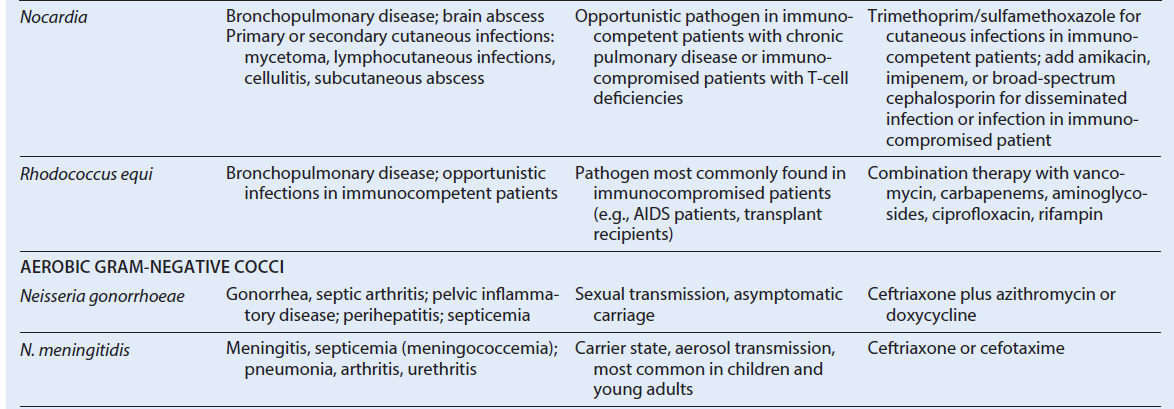 Nocardia
Bronchopulmonary disease; brain abscess
Primary or secondary cutaneous infections:
mycetoma, lymphocutaneous infections,
cellulitis, subcutaneous abscess
Opportunistic pathogen in immuno-
competent patients with chronic
pulmonary disease or immuno-
compromised patients with T-cell
deficiencies
Trimethoprim/sulfamethoxazole for
cutaneous infections in immuno-
competent patients; add amikacin,
imipenem, or broad-spectrum
cephalosporin for disseminated
infection or infection in immuno-
compromised patient
Rhodococcus equi
Bronchopulmonary disease; opportunistic
infections in immunocompetent patients
Pathogen most commonly found in
immunocompromised patients
(e.g., AIDS patients, transplant
recipients)
Combination therapy with vanco-
mycin, carbapenems, aminoglyco-
sides, ciprofloxacin, rifampin
AEROBIC GRAM-NEGATIVE COCCI
Neisseria gonorrhoeae
Gonorrhea, septic arthritis; pelvic inflamma-
tory disease; perihepatitis; septicemia
Sexual transmission, asymptomatic
carriage
Ceftriaxone plus azithromycin or
doxycycline
N. meningitidis
Meningitis, septicemia (meningococcemia);
pneumonia, arthritis, urethritis
Carrier state, aerosol transmission,
most common in children and
young adults
Ceftriaxone or cefotaxime